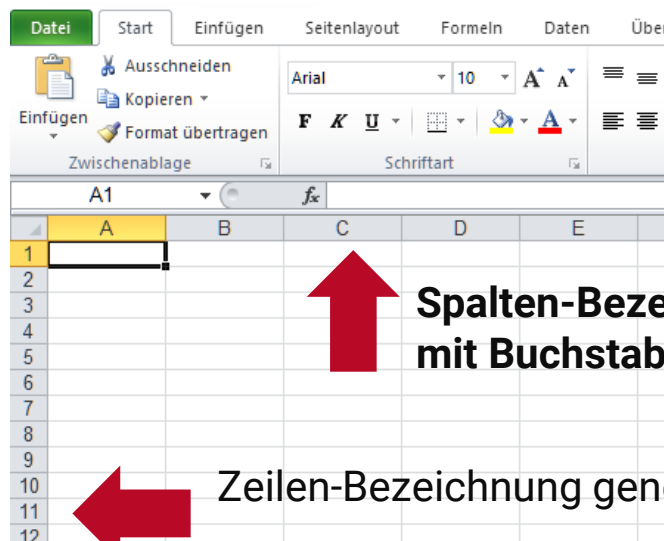 Datei Start Einfügen Seitenlayout Formeln Daten
Ausschneiden
Kopieren
Einfügen
Format übertragen
Zwischenablage
Arial 10 A A
F K U A
Schriftart
A1 fx
A B C D E
1
2
3
4
5
6
7
8
9
10
11
12
Spalten-Beze
mit Buchstab
Zeilen-Bezeichnung gen